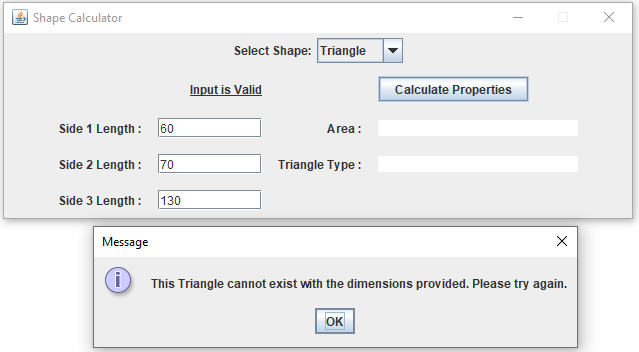 Shape Calculator
Select Shape: Triangle
Input is Valid Calculate Properties
Side 1 Length : 60 Area :
Side 2 Length : 70 Triangle Type :
Side 3 Length : 130
Message
This Triangle cannot exist with the dimensions provided. Please try again.
OK